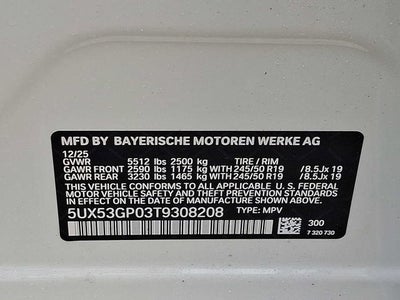 MFD BY BAYERISCHE MOTOREN WERKE AG
12/25
GVWR 5512 lbs 2500 kg TIRE / RIM
GAWR FRONT 2590 lbs 1175 kg 245/50 R19 /8.5Jx 19
GAWR REAR 3230 lbs 1465 kg 245/50 R19 /8.5Jx 19
THIS VEHICLE CONFORMS TO ALL APPLICABLE U. S. FEDERAL
MOTOR VEHICLE SAFETY AND THEFT PREVENTION STANDARDS IN
EFFECT ON THE DATE OF MANUFACTURE SHOWN ABOVE.
5UX53GP03T9308208 TYPE: MPV
300
7 320 730